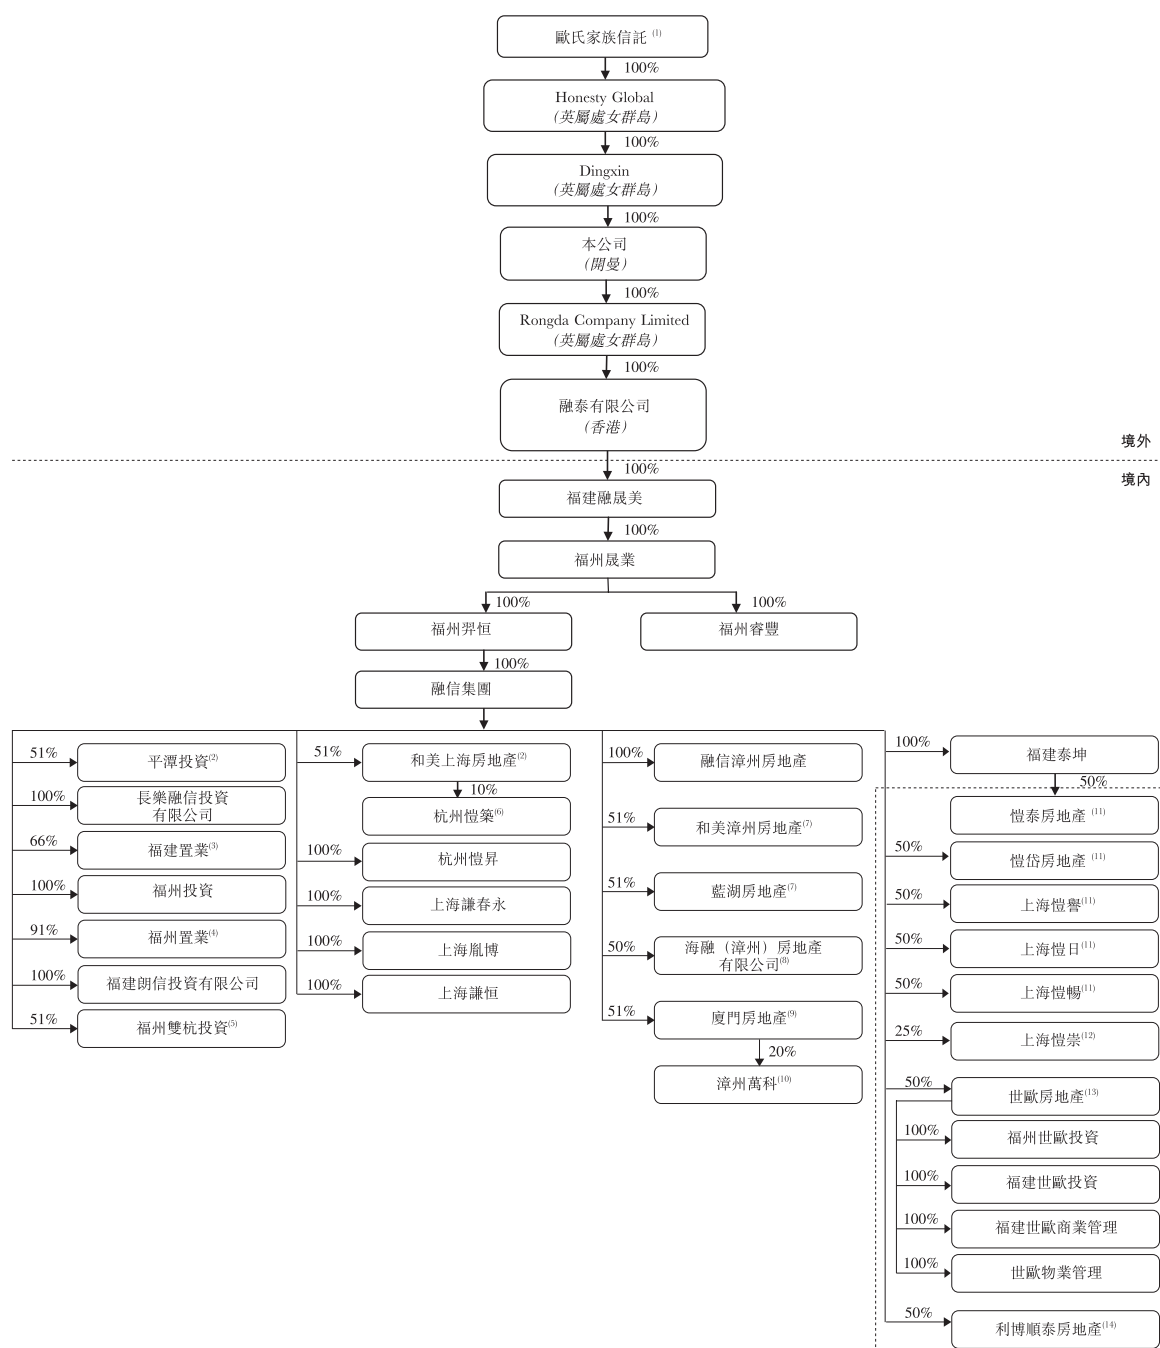 歐氏家族信託 (1)
100%
Honesty Global
（英屬處女群島）
100%
Dingxin
（英屬處女群島）
100%
本公司
（開曼）
100%
Rongda Company Limited
（英屬處女群島）
100%
融泰有限公司
（香港）
境外
100%
境內
福建融晟美
100%
福州晟業
100%
100%
福州羿恒
福州睿豐
100%
融信集團
51%
平潭投資(2)
100%
長樂融信投資
有限公司
66%
福建置業(3)
100%
福州投資
91%
福州置業(4)
100%
福建朗信投資有限公司
51%
福州雙杭投資(5)
51%
和美上海房地產(2)
10%
杭州愷築(6)
100%
杭州愷昇
100%
上海謙春永
100%
上海胤博
100%
上海謙恒
100%
融信漳州房地產
51%
和美漳州房地產(7)
51%
藍湖房地產(7)
50%
海融（漳州）房地產
有限公司(8)
51%
廈門房地產(9)
20%
漳州萬科(10)
100%
福建泰坤
50%
愷泰房地產 (11)
50%
愷岱房地產 (11)
50%
上海愷譽(11)
50%
上海愷日(11)
50%
上海愷暢(11)
25%
上海愷崇(12)
50%
世歐房地產(13)
100%
福州世歐投資
100%
福建世歐投資
100%
福建世歐商業管理
100%
世歐物業管理
50%
利博順泰房地產(14)